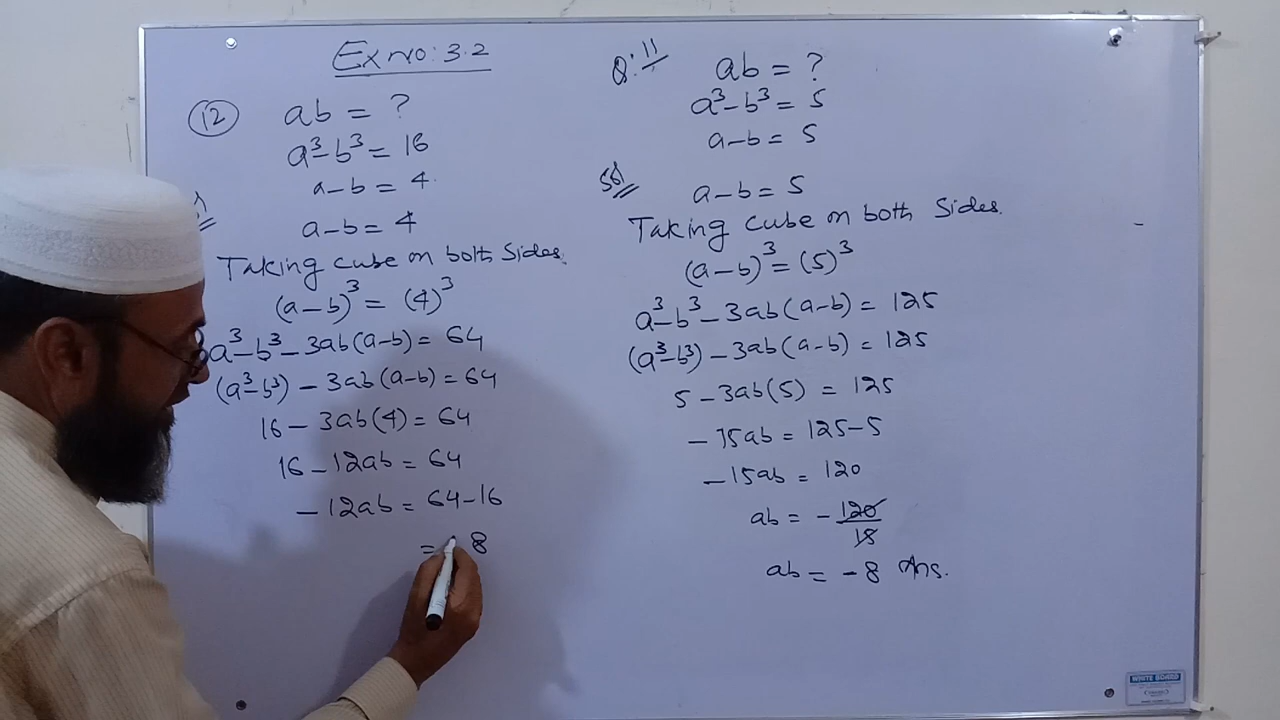 Ex No: 3.2
12
ab = ?
a³-b³ = 16
a-b = 4
a-b = 4
Taking cube on both sides.
(a-b)³ = (4)³
a³-b³-3ab(a-b) = 64
(a³-b³)-3ab(a-b) = 64
16-3ab(4) = 64
16-12ab = 64
-12ab = 64-16
= 8
Q:11
ab = ?
a³-b³ = 5
a-b = 5
Sol
a-b = 5
Taking cube on both Sides.
(a-b)³ = (5)³
a³-b³-3ab(a-b) = 125
(a³-b³)-3ab(a-b) = 125
5-3ab(5) = 125
-15ab = 125-5
-15ab = 120
ab = -120/15
ab = -8 Ans.
WHITE BOARD